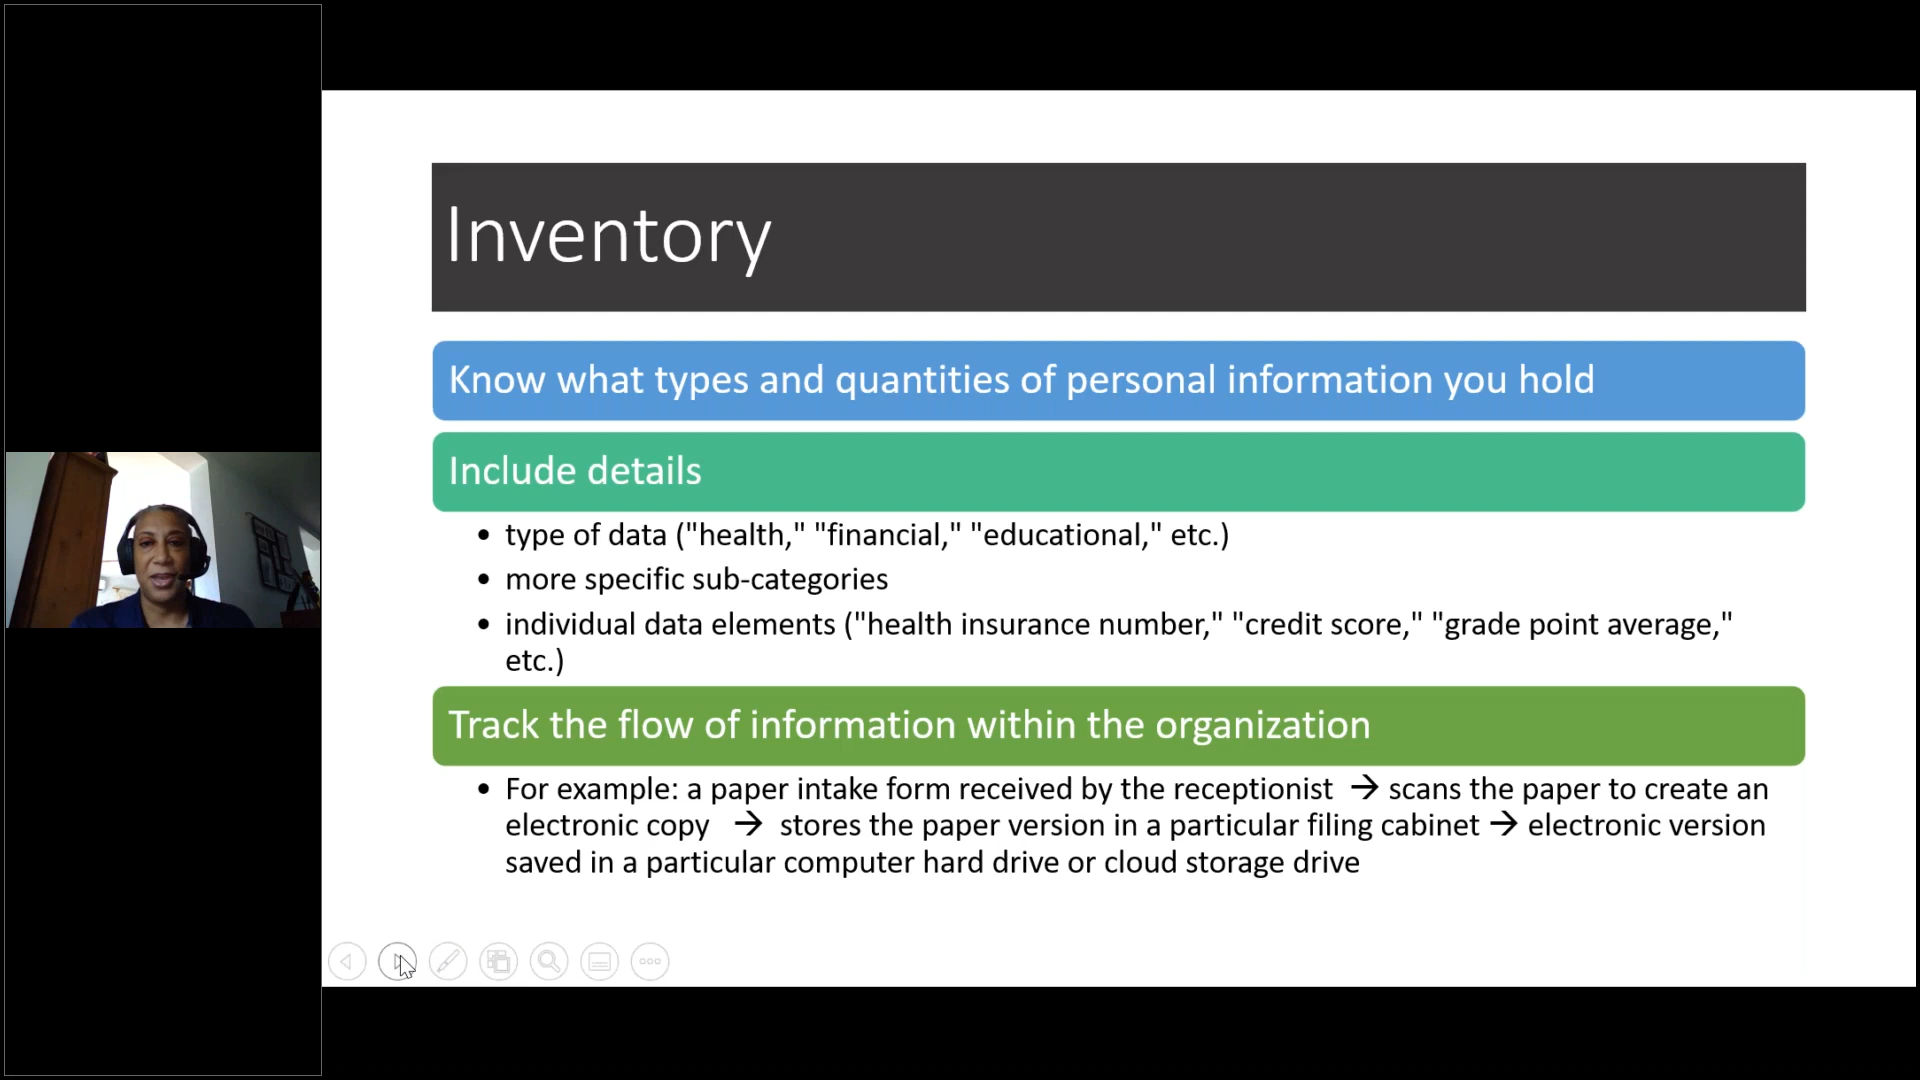 Inventory
Know what types and quantities of personal information you hold
Include details
• type of data ("health," "financial," "educational," etc.)
• more specific sub-categories
• individual data elements ("health insurance number," "credit score," "grade point average,"
etc.)
Track the flow of information within the organization
• For example: a paper intake form received by the receptionist → scans the paper to create an
electronic copy → stores the paper version in a particular filing cabinet → electronic version
saved in a particular computer hard drive or cloud storage drive